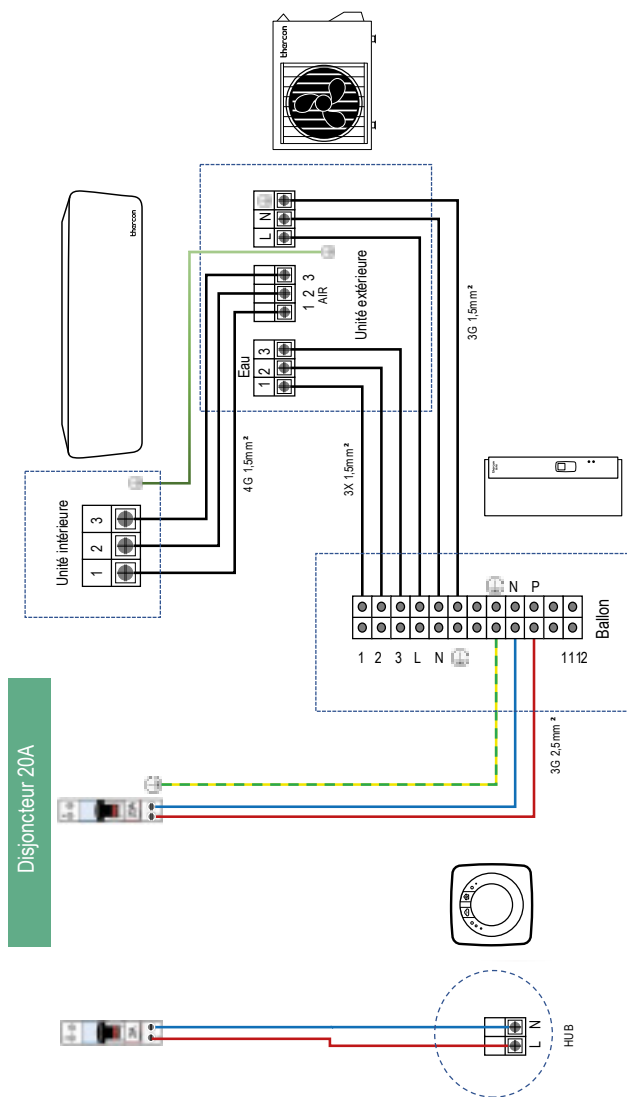 thercon
thercon
N
L
1 2 3
AIR
Unité extérieure
Eau
1 2 3
3G 1,5mm²
4G 1,5mm²
3X 1,5mm²
Unité intérieure
1 2 3
N P
1 2 3 L N 11 12
Ballon
3G 2,5mm²
Disjoncteur 20A
20A
2A
L N
HUB